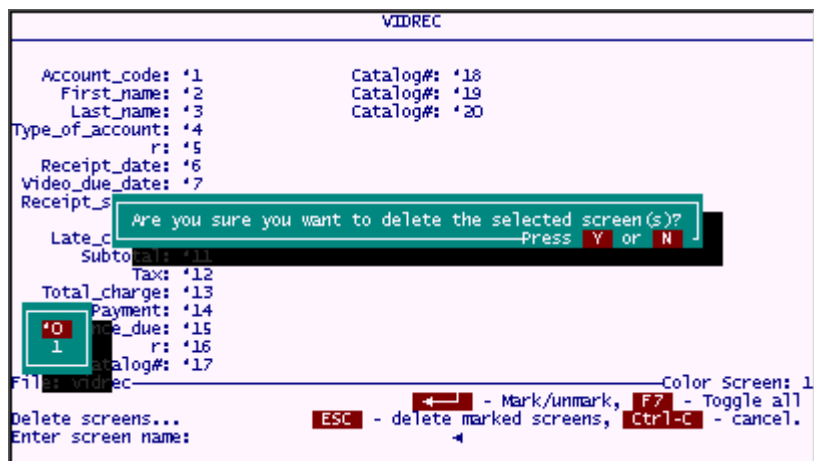 VIDREC
Account_code: '1 Catalog#: '18
First_name: '2 Catalog#: '19
Last_name: '3 Catalog#: '20
Type_of_account: '4
r: '5
Receipt_date: '6
Video_due_date: '7
Receipt_s
Are you sure you want to delete the selected screen(s)?
Late_c
Press Y or N
Subtotal: '11
Tax: '12
Total_charge: '13
Payment: '14
'0 nce_due: '15
1 r: '16
atalog#: '17
File: vidrec Color Screen: 1
◄─┘ - Mark/unmark, F7 - Toggle all
Delete screens... ESC - delete marked screens, Ctrl-C - cancel.
Enter screen name: ◄